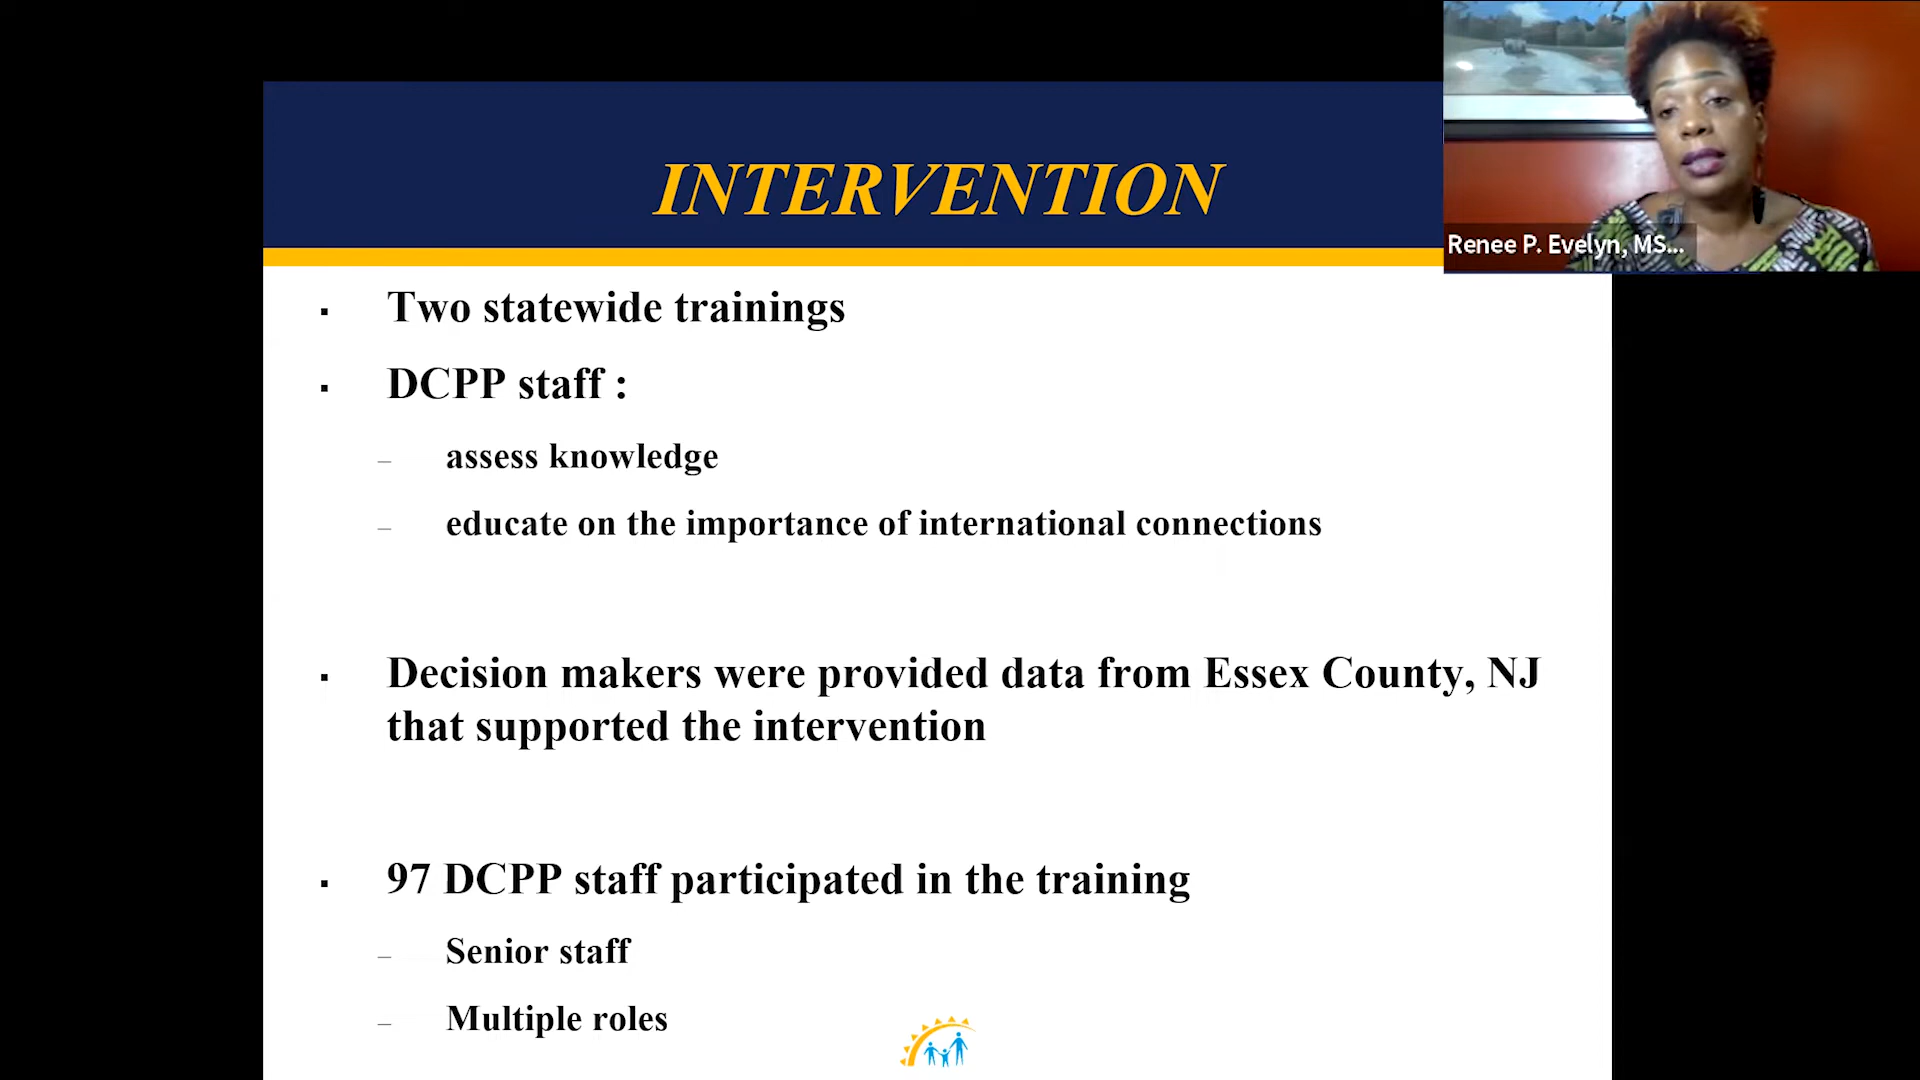 INTERVENTION
Renee P. Evelyn, MS...
▪ Two statewide trainings
▪ DCPP staff :
– assess knowledge
– educate on the importance of international connections
▪ Decision makers were provided data from Essex County, NJ
that supported the intervention
▪ 97 DCPP staff participated in the training
– Senior staff
– Multiple roles